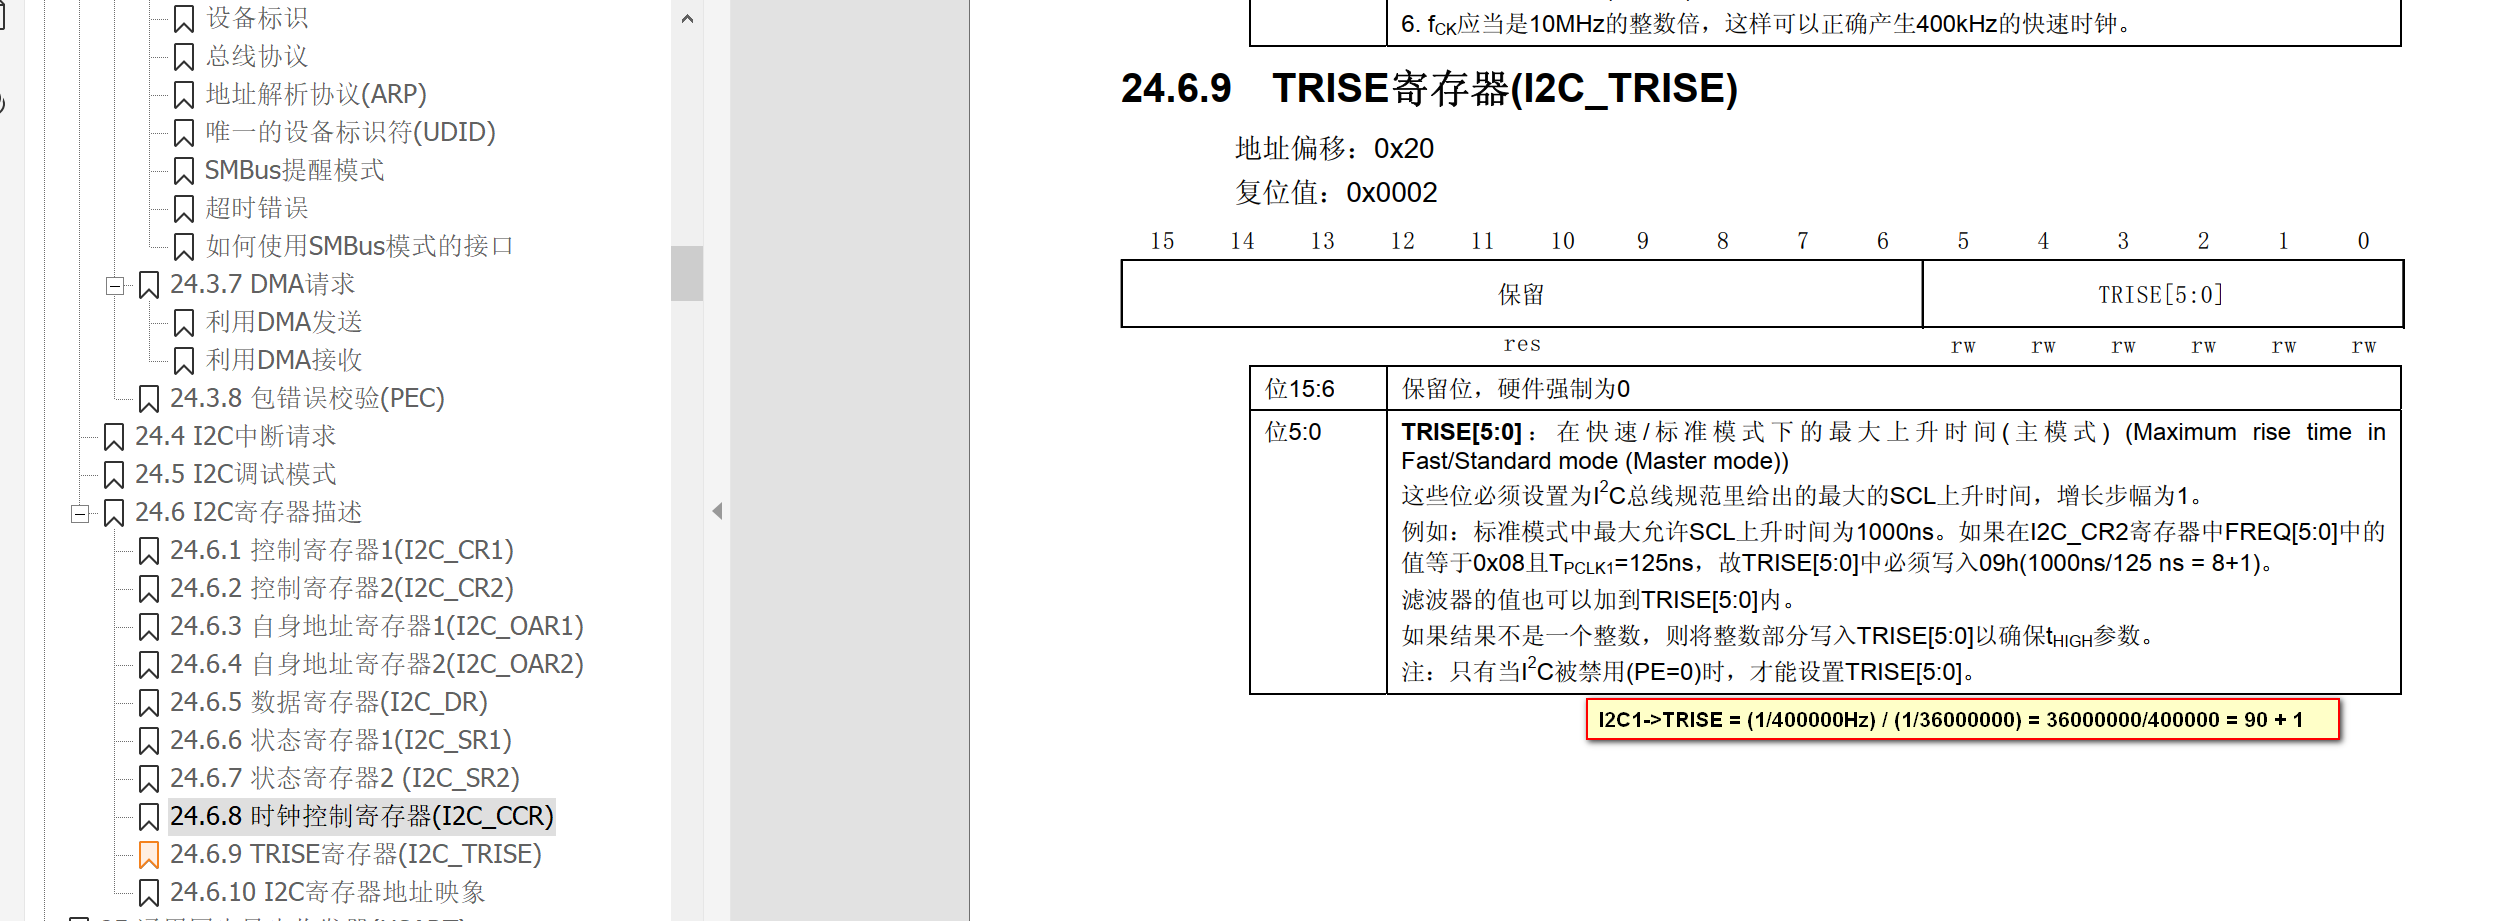 设备标识
总线协议
地址解析协议(ARP)
唯一的设备标识符(UDID)
SMBus提醒模式
超时错误
如何使用SMBus模式的接口
24.3.7 DMA请求
利用DMA发送
利用DMA接收
24.3.8 包错误校验(PEC)
24.4 I2C中断请求
24.5 I2C调试模式
24.6 I2C寄存器描述
24.6.1 控制寄存器1(I2C_CR1)
24.6.2 控制寄存器2(I2C_CR2)
24.6.3 自身地址寄存器1(I2C_OAR1)
24.6.4 自身地址寄存器2(I2C_OAR2)
24.6.5 数据寄存器(I2C_DR)
24.6.6 状态寄存器1(I2C_SR1)
24.6.7 状态寄存器2 (I2C_SR2)
24.6.8 时钟控制寄存器(I2C_CCR)
24.6.9 TRISE寄存器(I2C_TRISE)
24.6.10 I2C寄存器地址映象
6. fCK应当是10MHz的整数倍，这样可以正确产生400kHz的快速时钟。
24.6.9 TRISE寄存器(I2C_TRISE)
地址偏移：0x20
复位值：0x0002
15 14 13 12 11 10 9 8 7 6 5 4 3 2 1 0
保留 TRISE[5:0]
res rw rw rw rw rw rw
位15:6 保留位，硬件强制为0
位5:0 TRISE[5:0]：在快速/标准模式下的最大上升时间(主模式) (Maximum rise time in
Fast/Standard mode (Master mode))
这些位必须设置为I²C总线规范里给出的最大的SCL上升时间，增长步幅为1。
例如：标准模式中最大允许SCL上升时间为1000ns。如果在I2C_CR2寄存器中FREQ[5:0]中的
值等于0x08且TPCLK1=125ns，故TRISE[5:0]中必须写入09h(1000ns/125 ns = 8+1)。
滤波器的值也可以加到TRISE[5:0]内。
如果结果不是一个整数，则将整数部分写入TRISE[5:0]以确保tHIGH参数。
注：只有当I²C被禁用(PE=0)时，才能设置TRISE[5:0]。
I2C1->TRISE = (1/400000Hz) / (1/36000000) = 36000000/400000 = 90 + 1